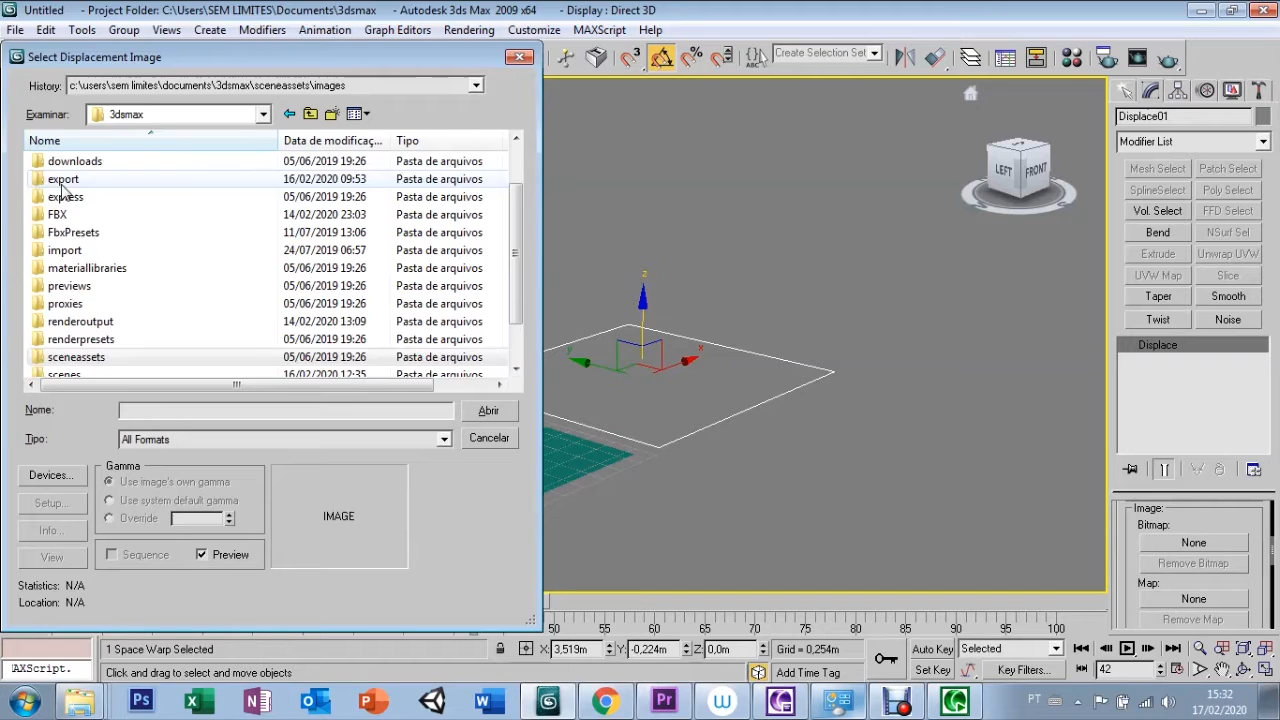 Untitled - Project Folder: C:\Users\SEM LIMITES\Documents\3dsmax - Autodesk 3ds Max 2009 x64 - Display : Direct 3D
File Edit Tools Group Views Create Modifiers Animation Graph Editors Rendering Customize MAXScript Help
Select Displacement Image
Create Selection Set
History: c:\users\sem limites\documents\3dsmax\sceneassets\images
Examinar: 3dsmax
Nome Data de modificaç... Tipo
downloads 05/06/2019 19:26 Pasta de arquivos
export 16/02/2020 09:53 Pasta de arquivos
express 05/06/2019 19:26 Pasta de arquivos
FBX 14/02/2020 23:03 Pasta de arquivos
FbxPresets 11/07/2019 13:06 Pasta de arquivos
import 24/07/2019 06:57 Pasta de arquivos
materiallibraries 05/06/2019 19:26 Pasta de arquivos
previews 05/06/2019 19:26 Pasta de arquivos
proxies 05/06/2019 19:26 Pasta de arquivos
renderoutput 14/02/2020 13:09 Pasta de arquivos
renderpresets 05/06/2019 19:26 Pasta de arquivos
sceneassets 05/06/2019 19:26 Pasta de arquivos
scenes 16/02/2020 12:35 Pasta de arquivos
Nome: Abrir
Tipo: All Formats Cancelar
Devices...
Setup...
Info...
View
Gamma
Use image's own gamma
Use system default gamma
Override
Sequence Preview
IMAGE
Statistics: N/A
Location: N/A
LEFT FRONT
z
y
x
Displace01
Modifier List
Mesh Select Patch Select
SplineSelect Poly Select
Vol. Select FFD Select
Bend NSurf Sel
Extrude Unwrap UVW
UVW Map Slice
Taper Smooth
Twist Noise
Displace
Image:
Bitmap:
None
Remove Bitmap
Map:
None
Remove Map
50 55 60 65 70 75 80 85 90 95 100
1 Space Warp Selected X: 3,519m Y: -0,224m Z: 0,0m Grid = 0,254m Auto Key Selected
AXScript. Click and drag to select and move objects Add Time Tag Set Key Key Filters... 42
Ps W Pr W PT 15:32
17/02/2020